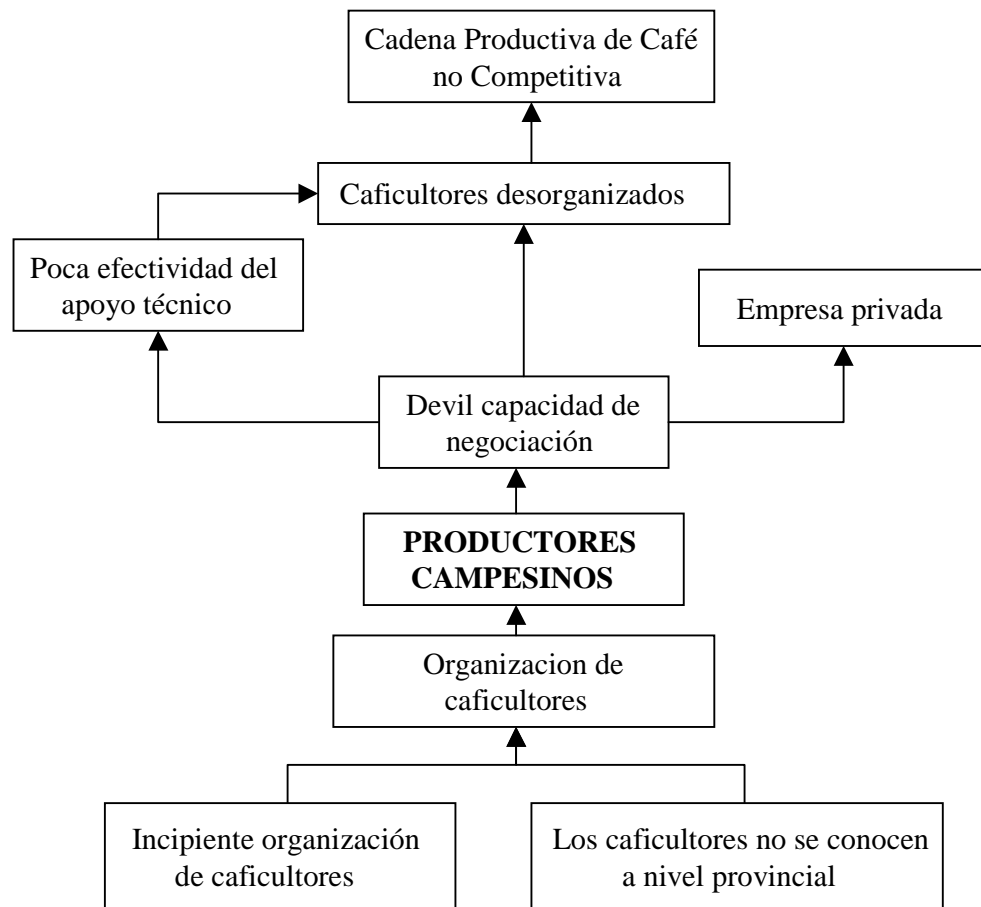 Cadena Productiva de Café
no Competitiva
Caficultores desorganizados
Poca efectividad del
apoyo técnico
Empresa privada
Devil capacidad de
negociación
PRODUCTORES
CAMPESINOS
Organizacion de
caficultores
Incipiente organización
de caficultores
Los caficultores no se conocen
a nivel provincial